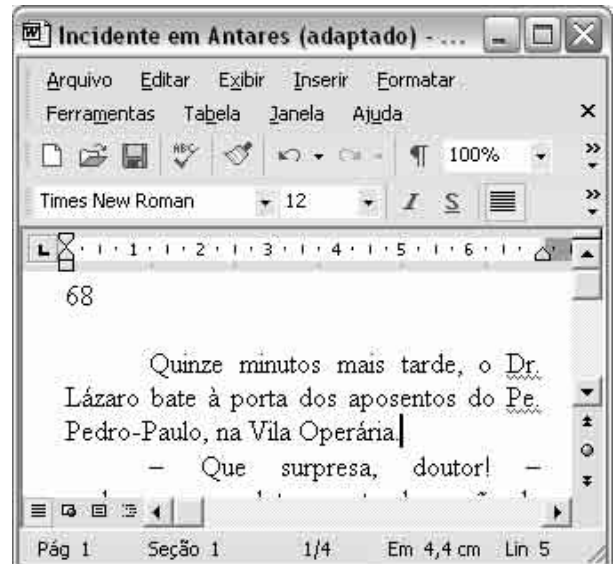 Incidente em Antares (adaptado) - ...
Arquivo Editar Exibir Inserir Formatar
Ferramentas Tabela Janela Ajuda
ABC 100%
Times New Roman 12 I S
L 1 2 3 4 5 6
68
Quinze minutos mais tarde, o Dr.
Lázaro bate à porta dos aposentos do Pe.
Pedro-Paulo, na Vila Operária.
– Que surpresa, doutor! –
Pág 1 Seção 1 1/4 Em 4,4 cm Lin 5